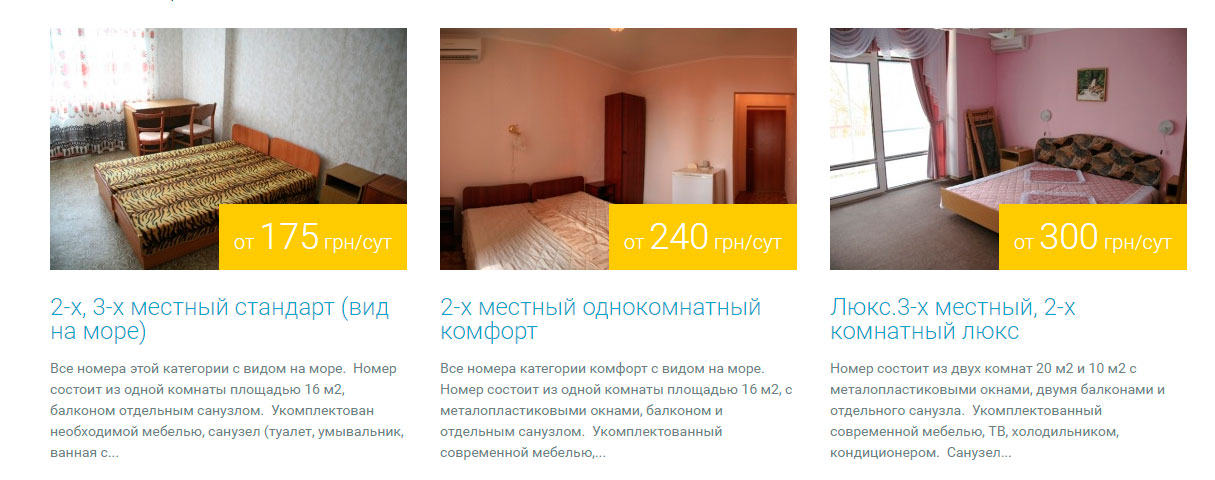 от 175 грн/сут
2-х, 3-х местный стандарт (вид
на море)
Все номера этой категории с видом на море.  Номер
состоит из одной комнаты площадью 16 м2,
балконом отдельным санузлом.  Укомплектован
необходимой мебелью, санузел (туалет, умывальник,
ванная с...
от 240 грн/сут
2-х местный однокомнатный
комфорт
Все номера категории комфорт с видом на море.
Номер состоит из одной комнаты площадью 16 м2, с
металопластиковыми окнами, балконом и
отдельным санузлом.  Укомплектованный
современной мебелью,...
от 300 грн/сут
Люкс.3-х местный, 2-х
комнатный люкс
Номер состоит из двух комнат 20 м2 и 10 м2 с
металопластиковыми окнами, двумя балконами и
отдельного санузла.  Укомплектованный
современной мебелью, ТВ, холодильником,
кондиционером.  Санузел...